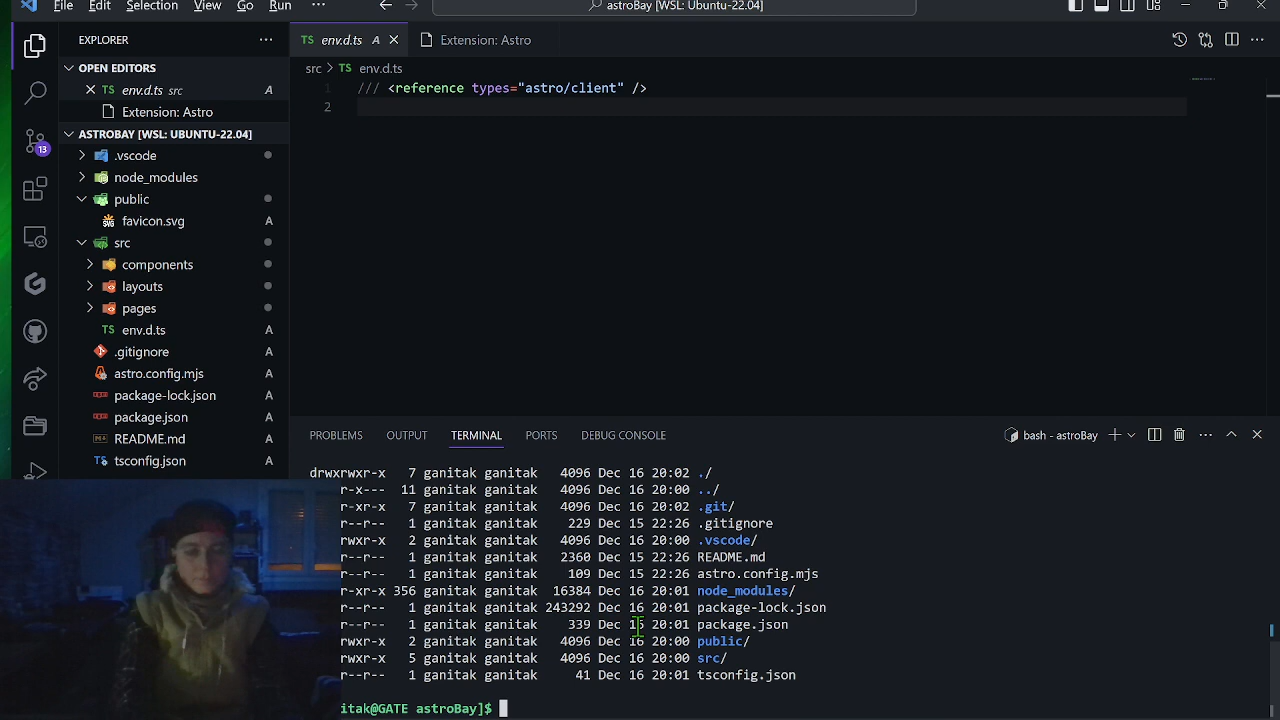 File Edit Selection View Go Run ··· astroBay [WSL: Ubuntu-22.04]
EXPLORER ···
OPEN EDITORS
env.d.ts src A
Extension: Astro
ASTROBAY [WSL: UBUNTU-22.04]
.vscode
node_modules
public
favicon.svg A
src
components
layouts
pages
env.d.ts A
.gitignore A
astro.config.mjs A
package-lock.json A
package.json A
README.md A
tsconfig.json A
13
TS env.d.ts A Extension: Astro
src > TS env.d.ts
1 /// <reference types="astro/client" />
2
PROBLEMS OUTPUT TERMINAL PORTS DEBUG CONSOLE bash - astroBay
drwxrwxr-x 7 ganitak ganitak 4096 Dec 16 20:02 ./
r-x--- 11 ganitak ganitak 4096 Dec 16 20:00 ../
r-x 7 ganitak ganitak 4096 Dec 16 20:02 .git/
--r-- 1 ganitak ganitak 229 Dec 15 22:26 .gitignore
rwxr-x 2 ganitak ganitak 4096 Dec 16 20:00 .vscode/
--r-- 1 ganitak ganitak 2360 Dec 15 22:26 README.md
--r-- 1 ganitak ganitak 109 Dec 15 22:26 astro.config.mjs
r-x 356 ganitak ganitak 16384 Dec 16 20:01 node_modules/
--r-- 1 ganitak ganitak 243292 Dec 16 20:01 package-lock.json
--r-- 1 ganitak ganitak 339 Dec 20:01 package.json
rwxr-x 2 ganitak ganitak 4096 Dec 16 20:00 public/
rwxr-x 5 ganitak ganitak 4096 Dec 16 20:00 src/
--r-- 1 ganitak ganitak 41 Dec 16 20:01 tsconfig.json
itak@GATE astroBay]$